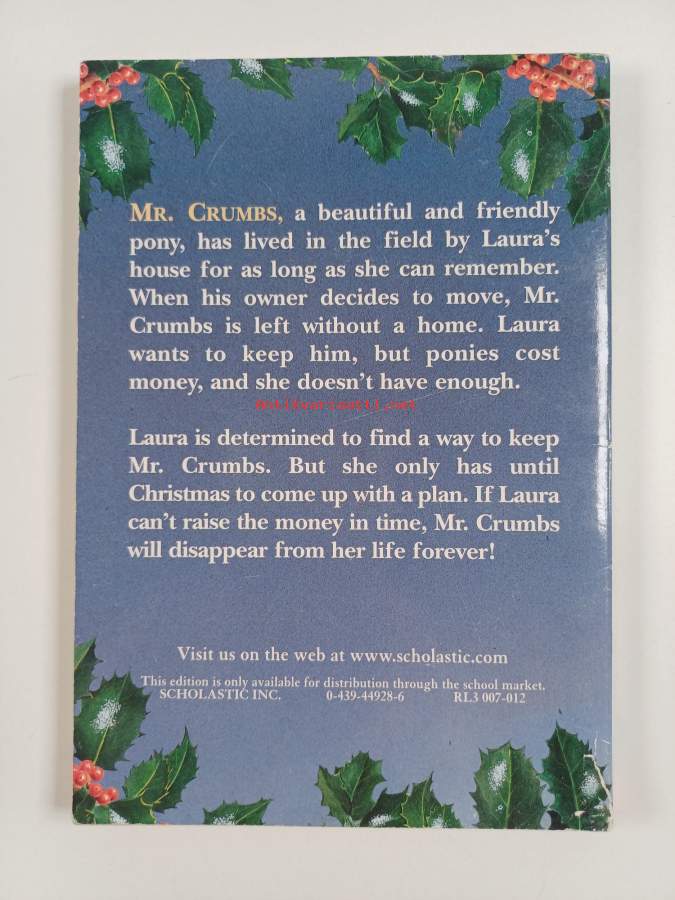 MR. CRUMBS, a beautiful and friendly
pony, has lived in the field by Laura's
house for as long as she can remember.
When his owner decides to move, Mr.
Crumbs is left without a home. Laura
wants to keep him, but ponies cost
money, and she doesn't have enough.
Antikvariaatti.net
Laura is determined to find a way to keep
Mr. Crumbs. But she only has until
Christmas to come up with a plan. If Laura
can't raise the money in time, Mr. Crumbs
will disappear from her life forever!
Visit us on the web at www.scholastic.com
This edition is only available for distribution through the school market.
SCHOLASTIC INC. 0-439-44928-6 RL3 007-012